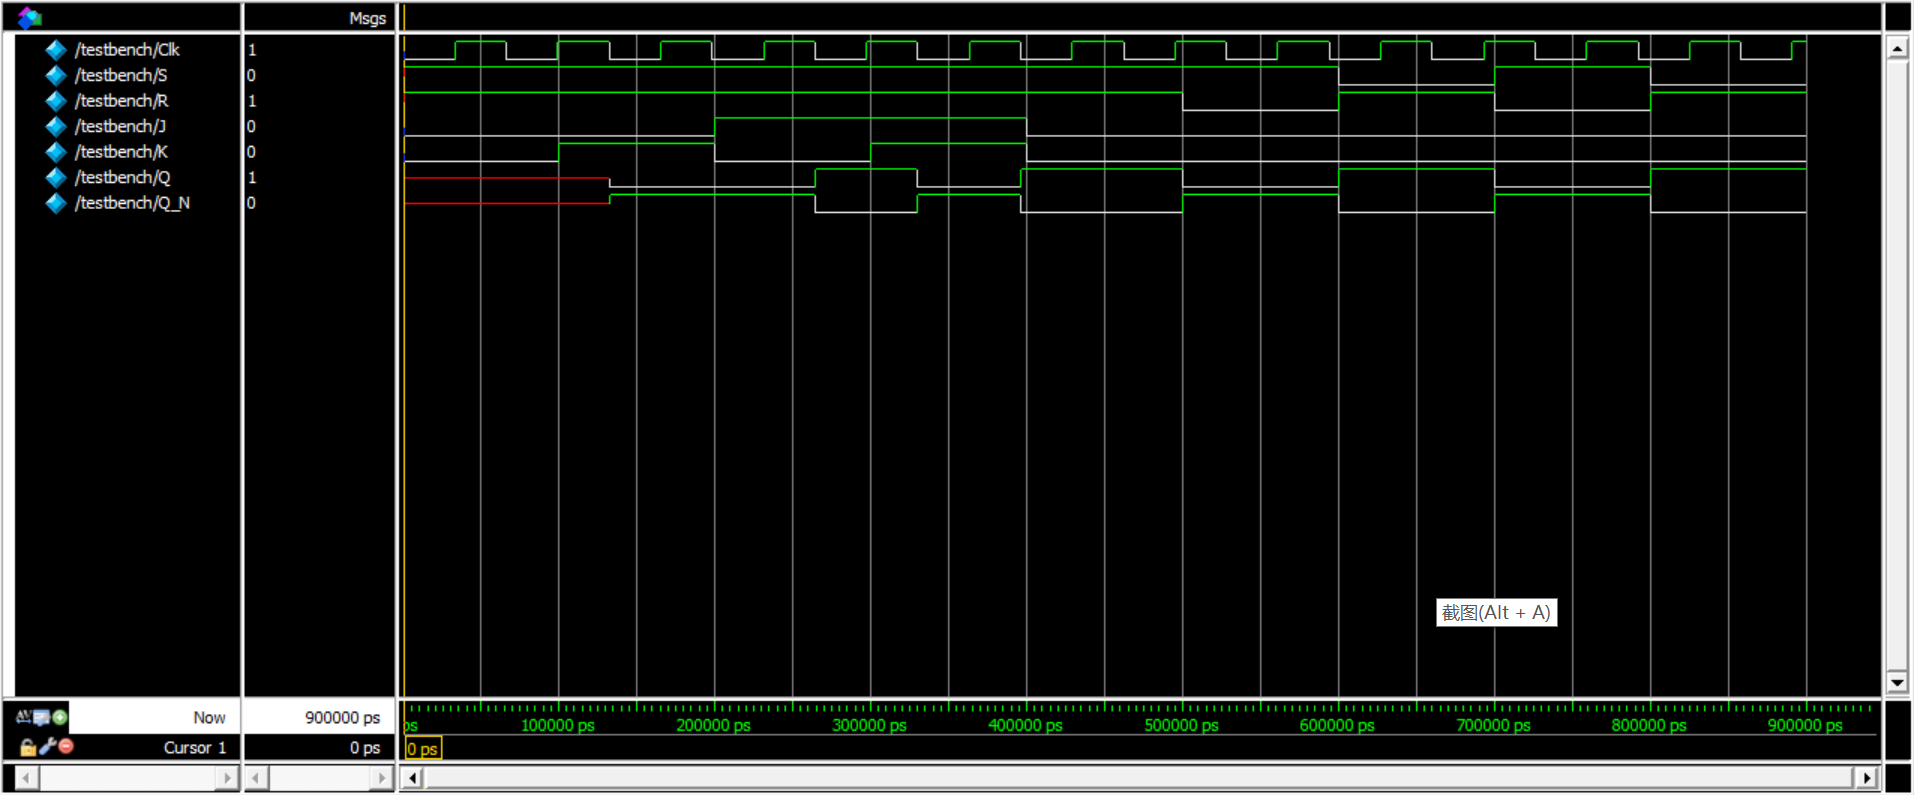 Msgs
/testbench/Clk 1
/testbench/S 0
/testbench/R 1
/testbench/J 0
/testbench/K 0
/testbench/Q 1
/testbench/Q_N 0
截图(Alt + A)
Now 900000 ps
ps 100000 ps 200000 ps 300000 ps 400000 ps 500000 ps 600000 ps 700000 ps 800000 ps 900000 ps
Cursor 1 0 ps 0 ps